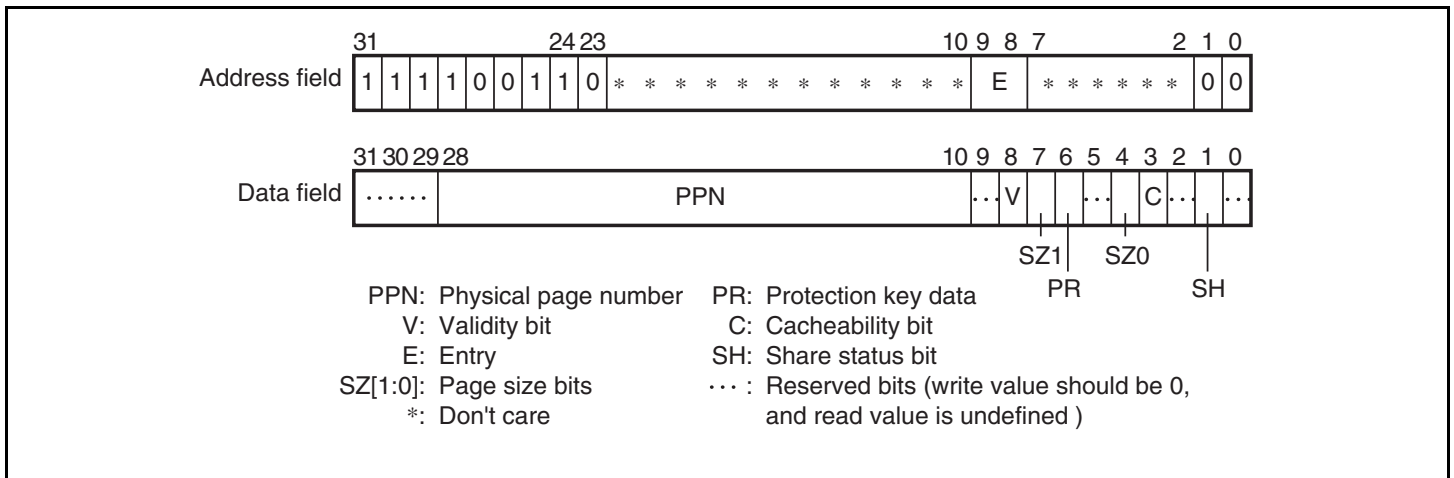 31 24 23 10 9 8 7 2 1 0
Address field 1 1 1 1 0 0 1 1 0 * * * * * * * * * * * * E * * * * * * 0 0
31 30 29 28 10 9 8 7 6 5 4 3 2 1 0
Data field ...... PPN ... V ... C ... ...
SZ1 SZ0
PR SH
PPN: Physical page number PR: Protection key data
V: Validity bit C: Cacheability bit
E: Entry SH: Share status bit
SZ[1:0]: Page size bits ··· : Reserved bits (write value should be 0,
*: Don't care and read value is undefined )